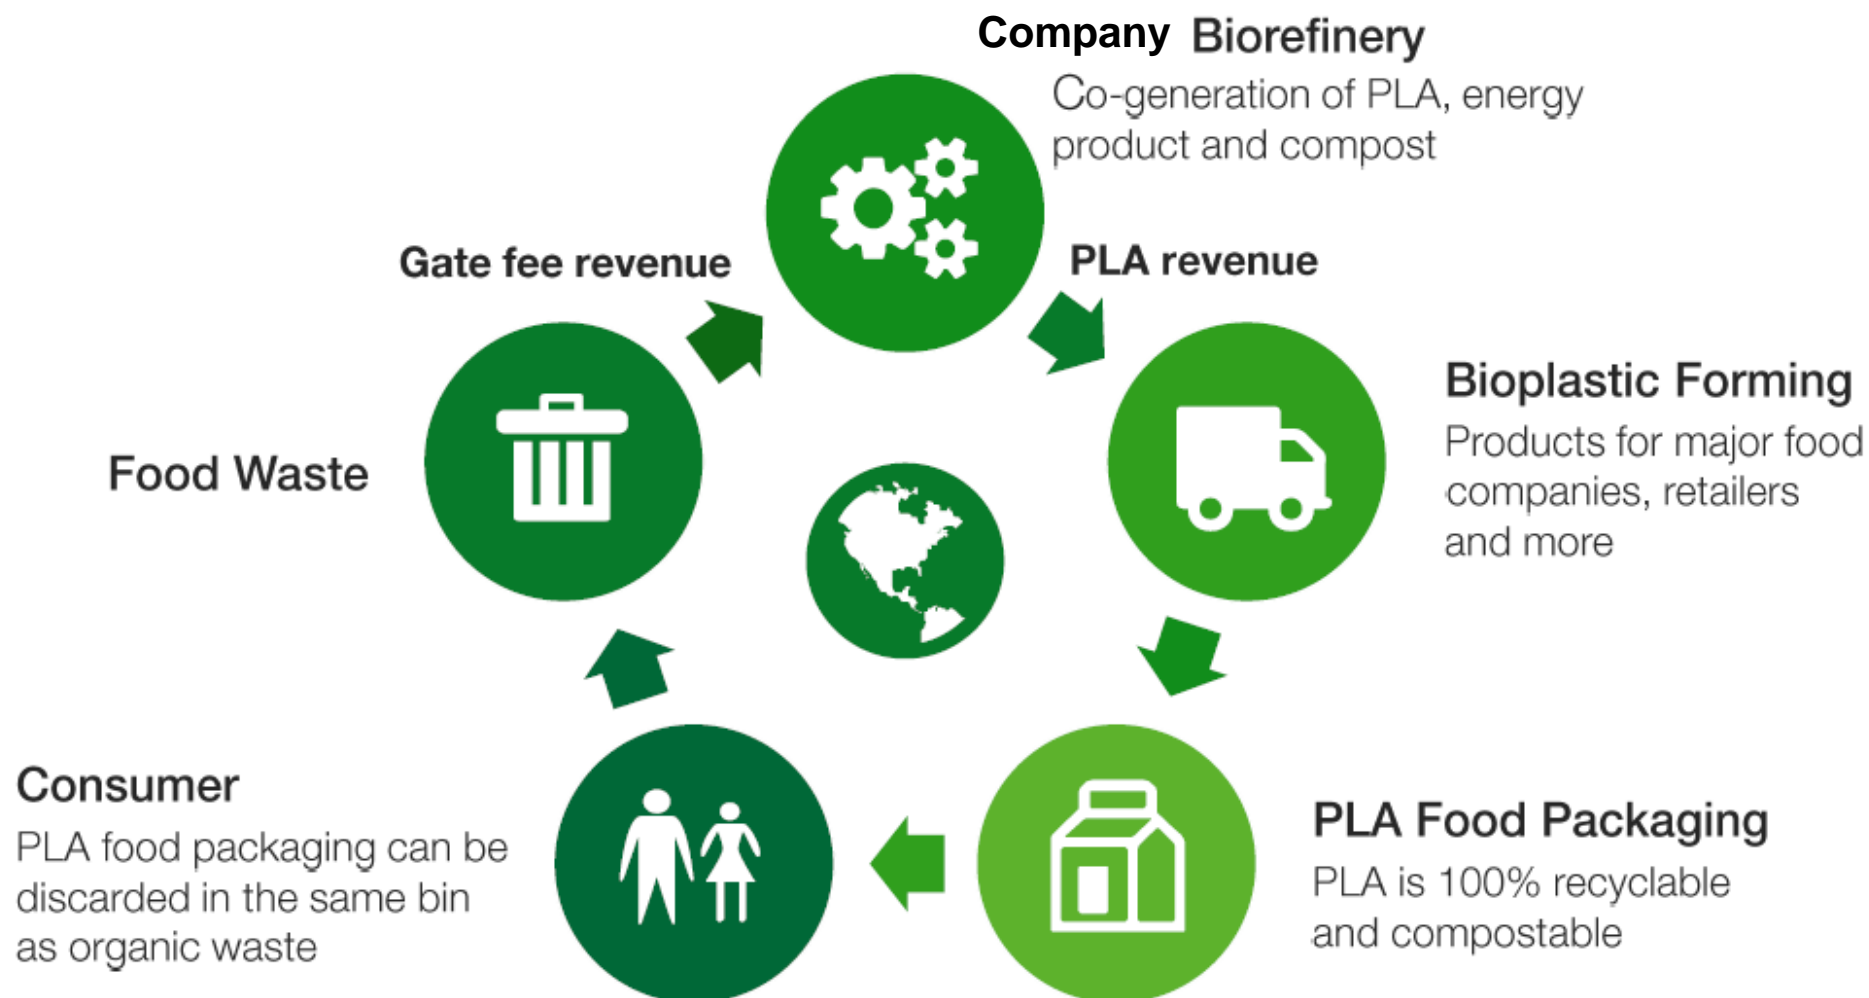 Company Biorefinery
Co-generation of PLA, energy
product and compost
Gate fee revenue
PLA revenue
Bioplastic Forming
Products for major food
companies, retailers
and more
Food Waste
Consumer
PLA food packaging can be
discarded in the same bin
as organic waste
PLA Food Packaging
PLA is 100% recyclable
and compostable